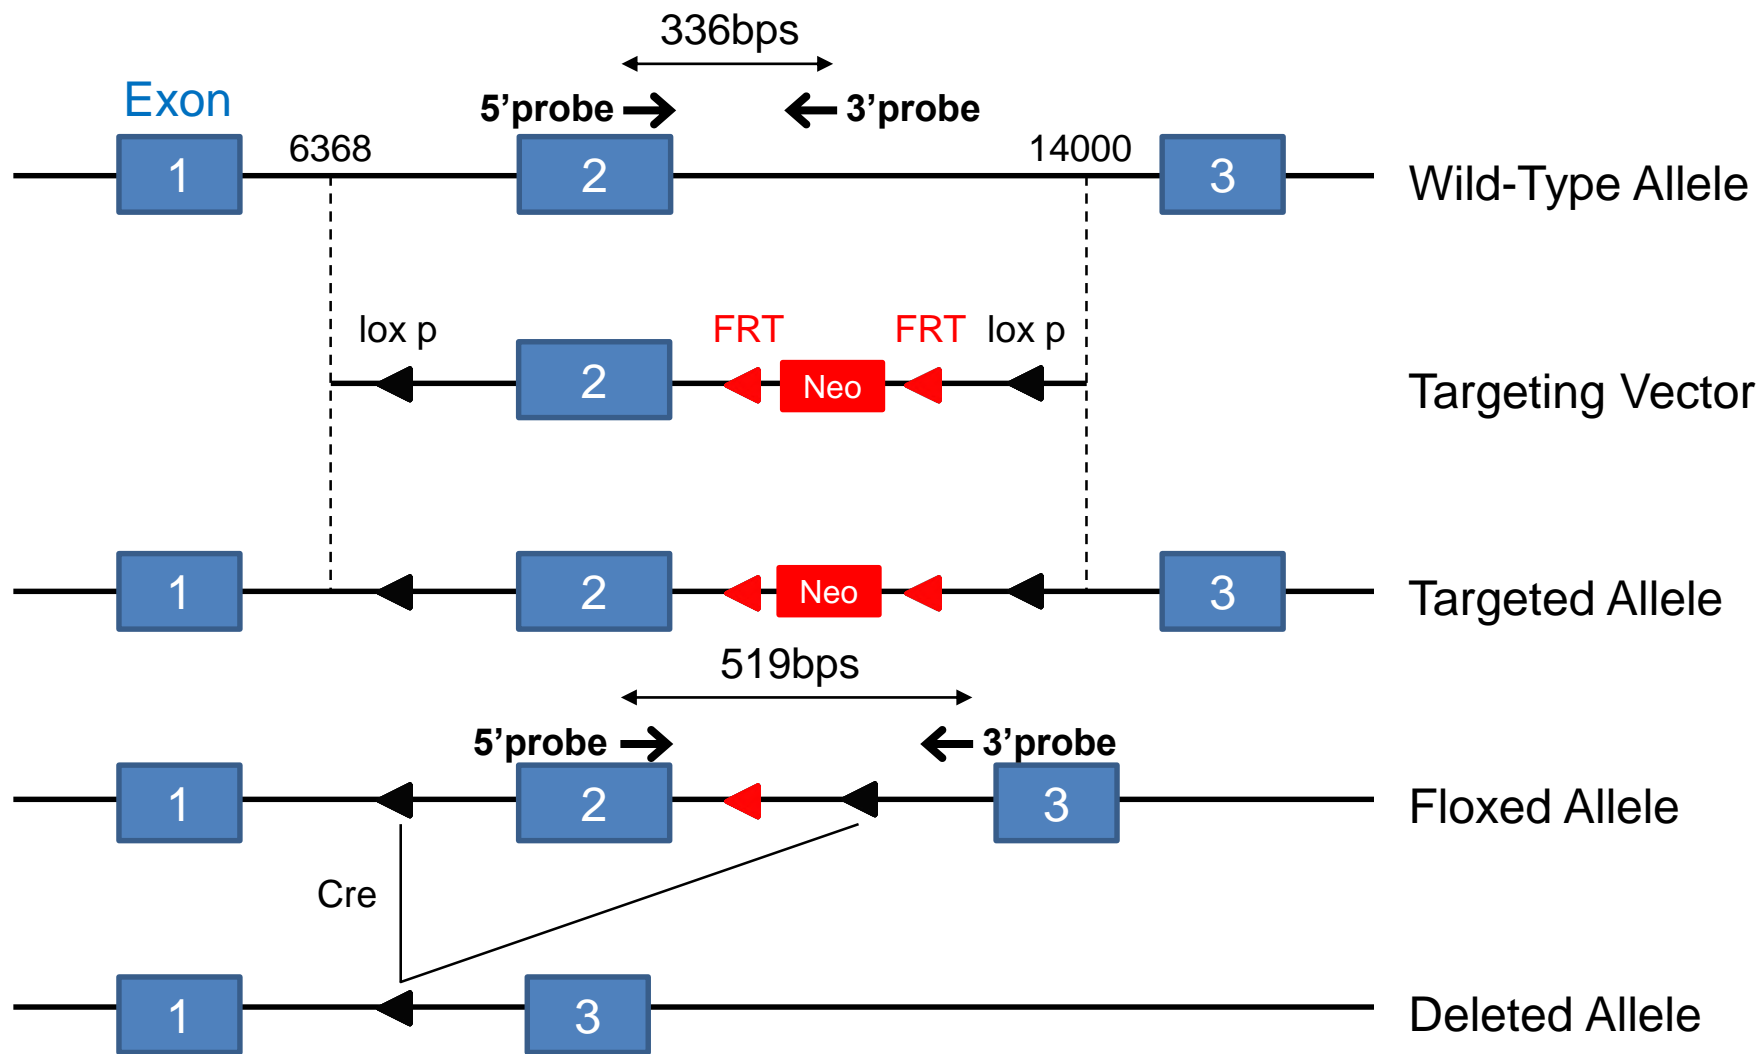 336bps
Exon
5’probe
3’probe
6368
14000
1
2
3
Wild-Type Allele
lox p
FRT
FRT
lox p
2
Neo
Targeting Vector
1
2
Neo
3
Targeted Allele
519bps
5’probe
3’probe
1
2
3
Floxed Allele
Cre
1
3
Deleted Allele